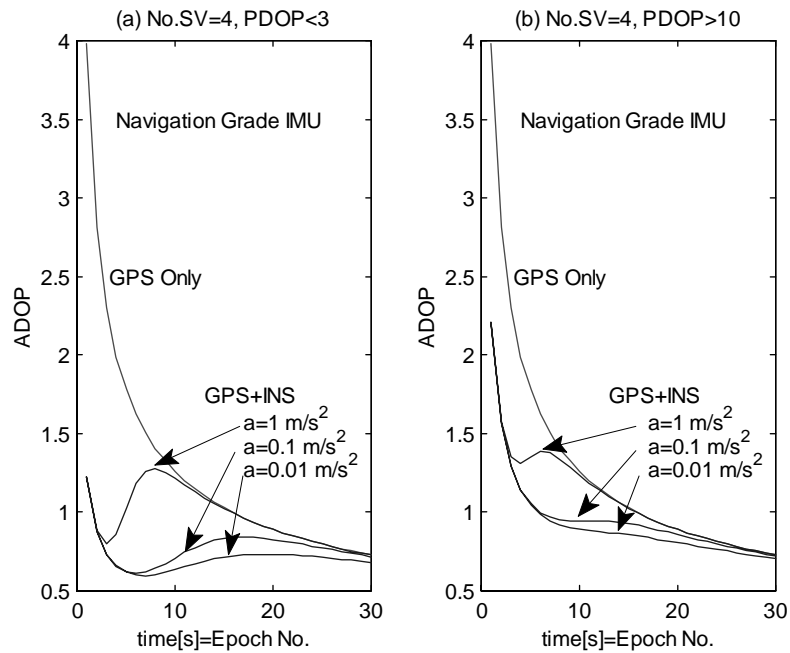 (a) No.SV=4, PDOP<3
4
3.5
3
2.5
2
1.5
1
0.5
ADOP
Navigation Grade IMU
GPS Only
GPS+INS
a=1 m/s²
a=0.1 m/s²
a=0.01 m/s²
0 10 20 30
time[s]=Epoch No.
(b) No.SV=4, PDOP>10
4
3.5
3
2.5
2
1.5
1
0.5
ADOP
Navigation Grade IMU
GPS Only
GPS+INS
a=1 m/s²
a=0.1 m/s²
a=0.01 m/s²
0 10 20 30
time[s]=Epoch No.